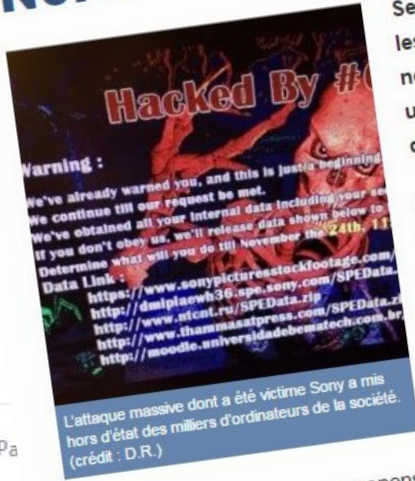 Hacked By #
Warning :
We've already warned you, and this is just a beginning
We continue till our request be met.
We've obtained all your Internal data Including your se
If you don't obey us, we'll release data shown below to
Determine what will you do till November the 24th, 11:
Data Link :
https://www.sonypicturesstockfootage.com/
http://dmiplaewh36.spe.sony.com/SPEData.
http://www.ntcnt.ru/SPEData.zip
http://www.thammasatpress.com/SPEData.zi
http://moodle.universidadebematech.com.br/
L'attaque massive dont a été victime Sony a mis
hors d'état des milliers d'ordinateurs de la société.
(crédit : D.R.)
Se
les
Pa